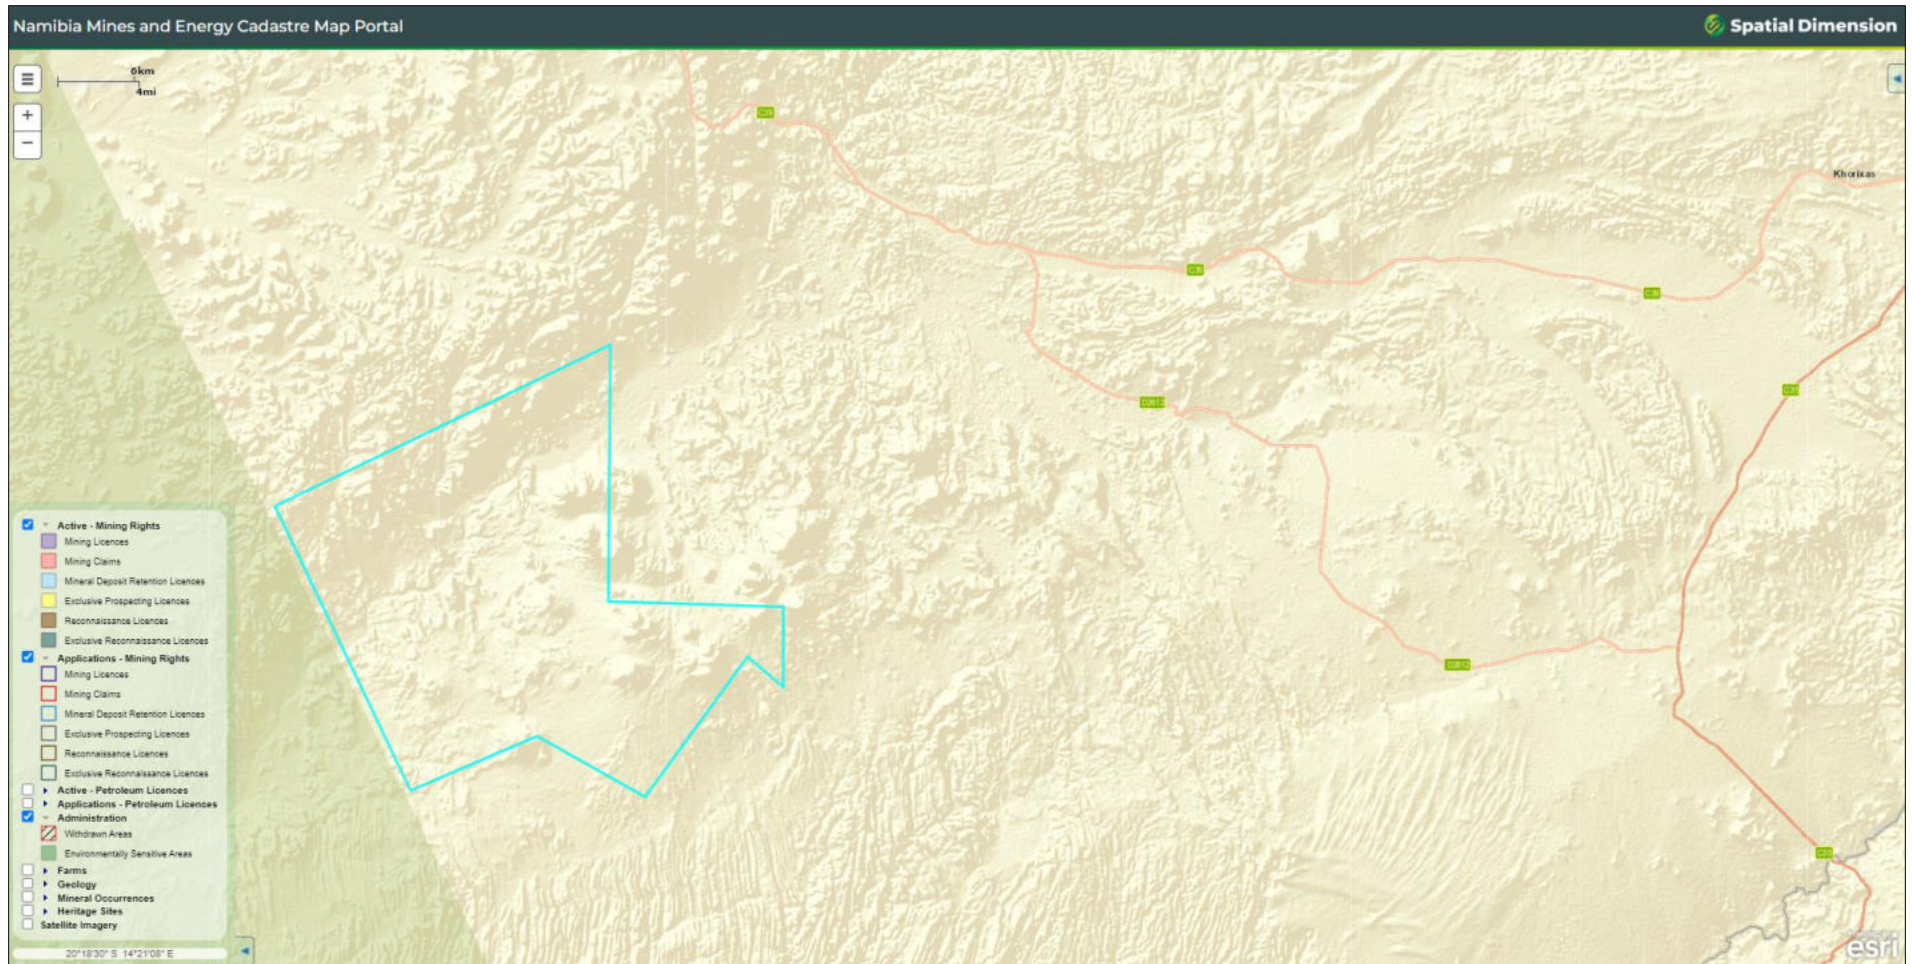 Namibia Mines and Energy Cadastre Map Portal
Spatial Dimension
6km
4mi
Khorixas
C39
C39
D2612
Active - Mining Rights
Mining Licences
Mining Claims
Mineral Deposit Retention Licences
Exclusive Prospecting Licences
Reconnaissance Licences
Exclusive Reconnaissance Licences
Applications - Mining Rights
Mining Licences
Mining Claims
Mineral Deposit Retention Licences
Exclusive Prospecting Licences
Reconnaissance Licences
Exclusive Reconnaissance Licences
Active - Petroleum Licences
Applications - Petroleum Licences
Administration
Withdrawn Areas
Environmentally Sensitive Areas
Farms
Geology
Mineral Occurrences
Heritage Sites
Satellite Imagery
20°18'30" S 14°21'08" E
esri